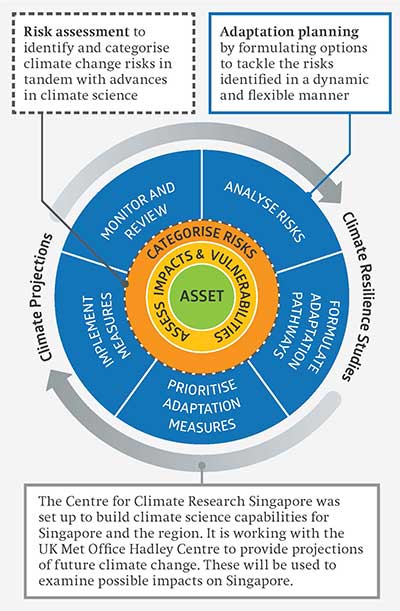 Risk assessment to
identify and categorise
climate change risks in
tandem with advances
in climate science
Adaptation planning
by formulating options
to tackle the risks
identified in a dynamic
and flexible manner
MONITOR AND
REVIEW
ANALYSE RISKS
CATEGORISE RISKS
ASSESS IMPACTS & VULNERABILITIES
ASSET
IMPLEMENT
MEASURES
FORMULATE
ADAPTATION
PATHWAYS
PRIORITISE
ADAPTATION
MEASURES
Climate Projections
Climate Resilience Studies
The Centre for Climate Research Singapore was
set up to build climate science capabilities for
Singapore and the region. It is working with the
UK Met Office Hadley Centre to provide projections
of future climate change. These will be used to
examine possible impacts on Singapore.